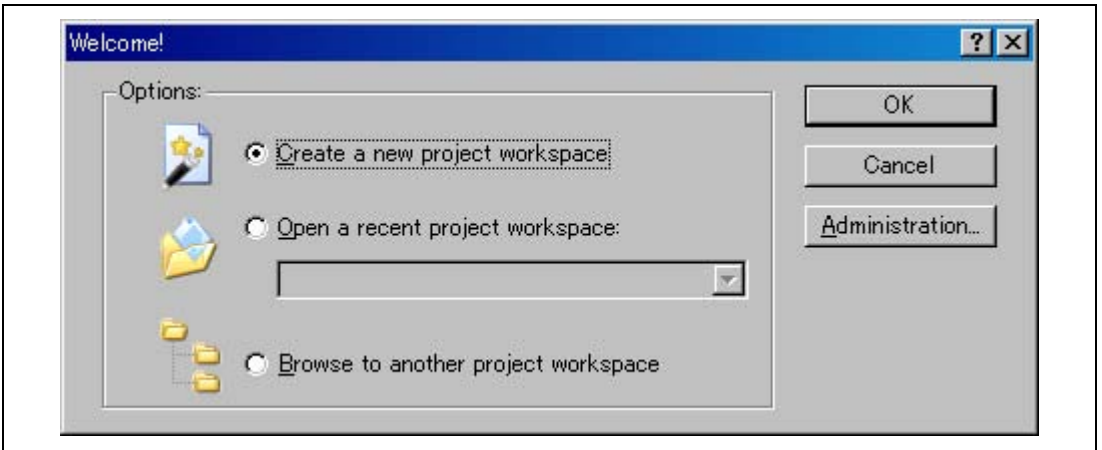 Welcome!
Options:
Create a new project workspace
Open a recent project workspace:
Browse to another project workspace
OK
Cancel
Administration...